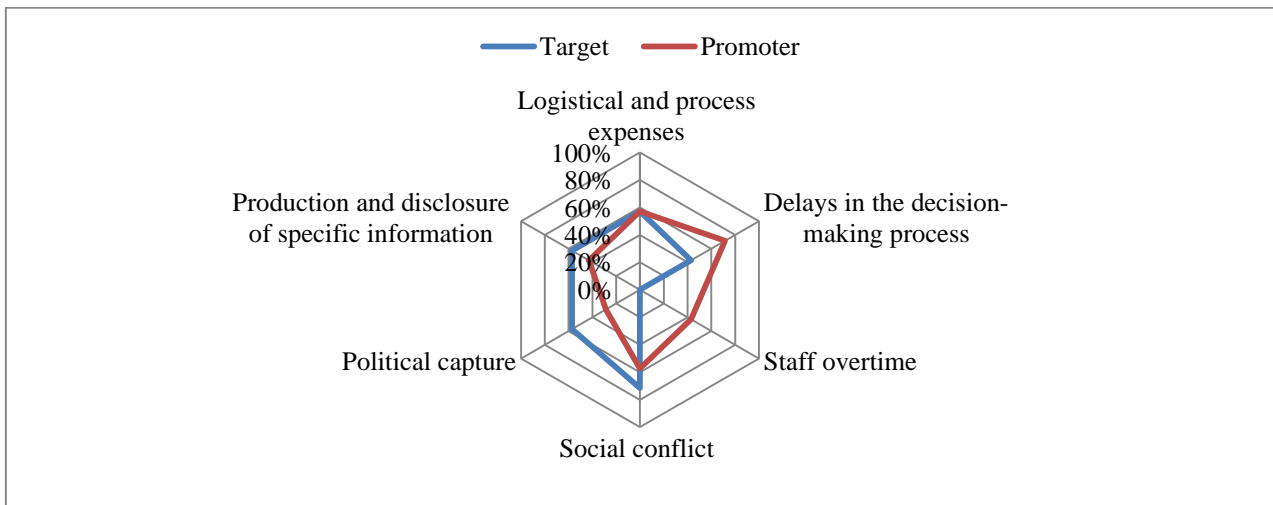 Target Promoter
Logistical and process
expenses
100%
80%
60%
40%
20%
0%
Production and disclosure
of specific information
Delays in the decision-
making process
Political capture
Staff overtime
Social conflict